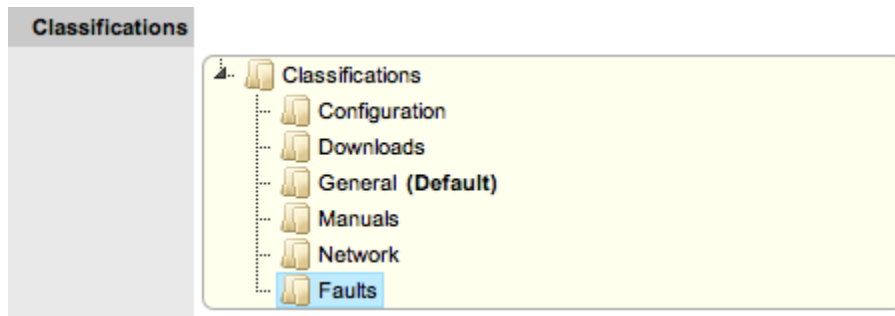 Classifications
Classifications
Configuration
Downloads
General (Default)
Manuals
Network
Faults